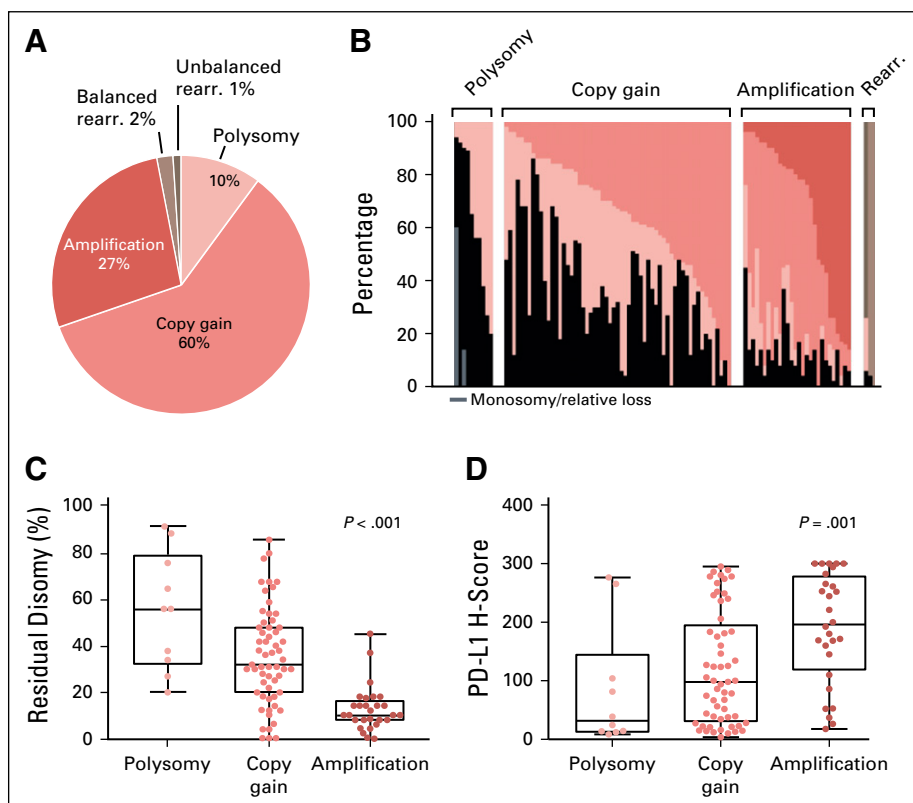 A
Unbalanced
rearr. 1%
Balanced
rearr. 2%
Polysomy
10%
Amplification
27%
Copy gain
60%
B
Polysomy
Copy gain
Amplification
Rearr.
Percentage
100
80
60
40
20
0
Monosomy/relative loss
C
Residual Disomy (%)
100
80
60
40
20
0
P < .001
Polysomy
Copy
gain
Amplification
D
PD-L1 H-Score
400
300
200
100
0
P = .001
Polysomy
Copy
gain
Amplification